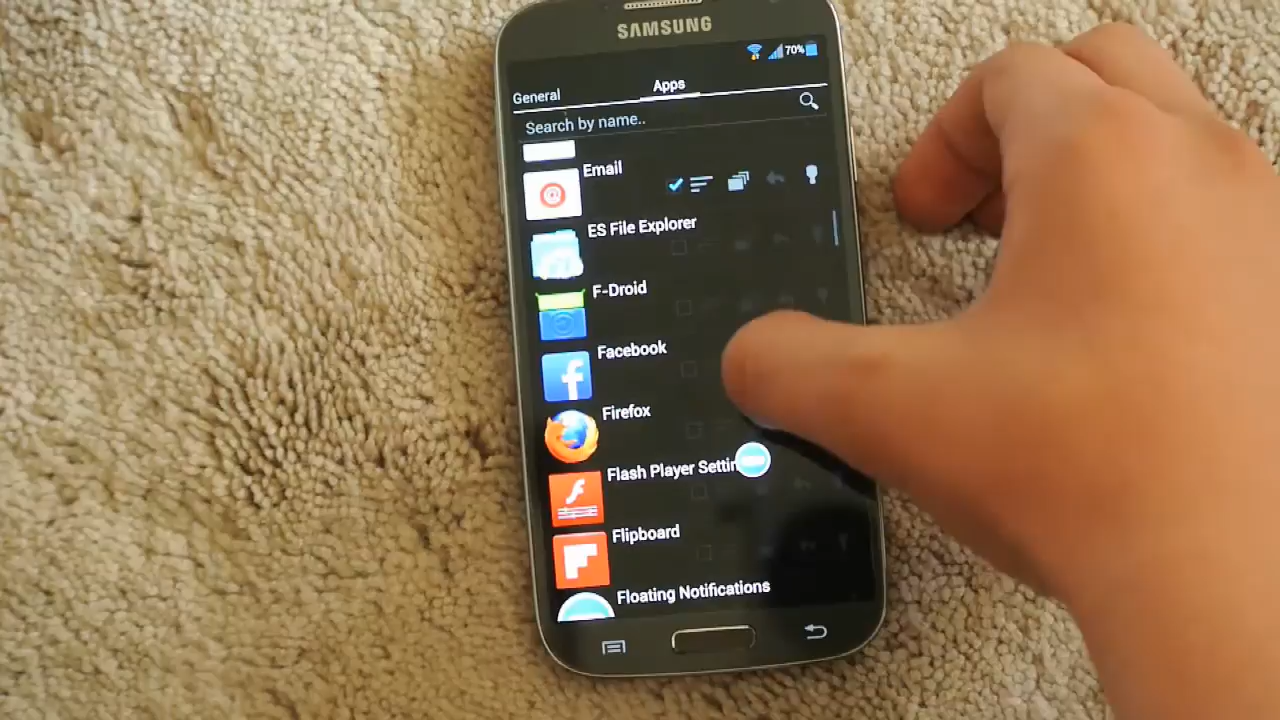 SAMSUNG
70%
General
Apps
Search by name..
Email
ES File Explorer
F-Droid
Facebook
Firefox
Flash Player Settin
Flipboard
Floating Notifications